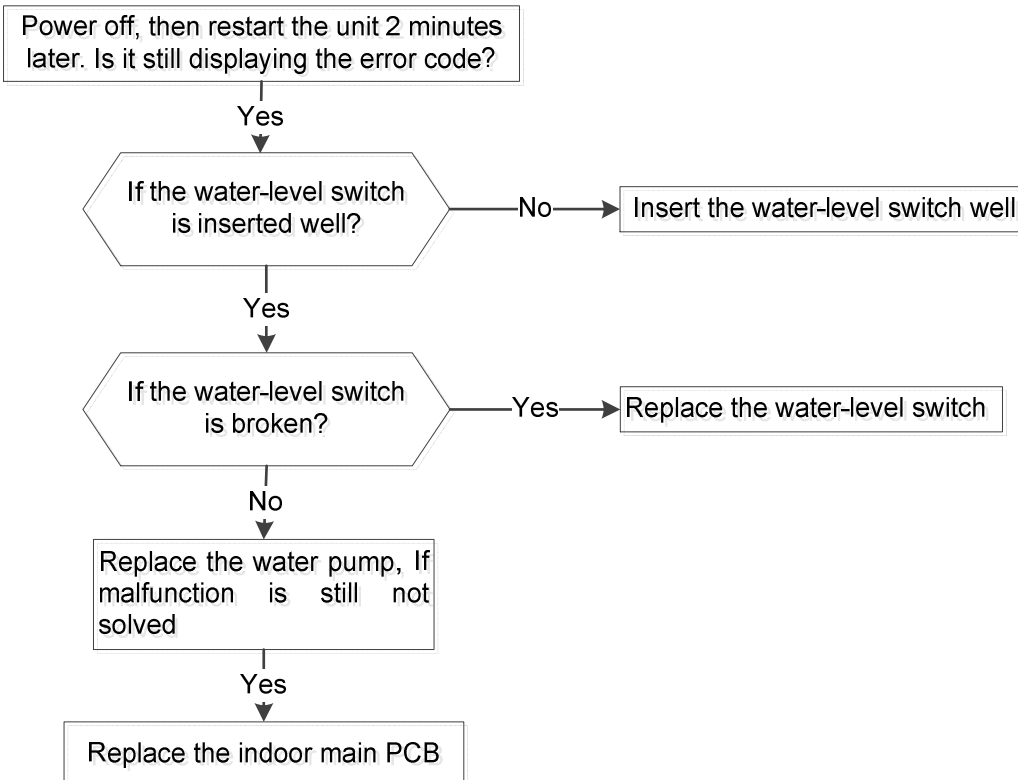 Power off, then restart the unit 2 minutes
later. Is it still displaying the error code?
Yes
If the water-level switch
is inserted well?
No
Insert the water-level switch well
Yes
If the water-level switch
is broken?
Yes
Replace the water-level switch
No
Replace the water pump, If
malfunction is still not
solved
Yes
Replace the indoor main PCB